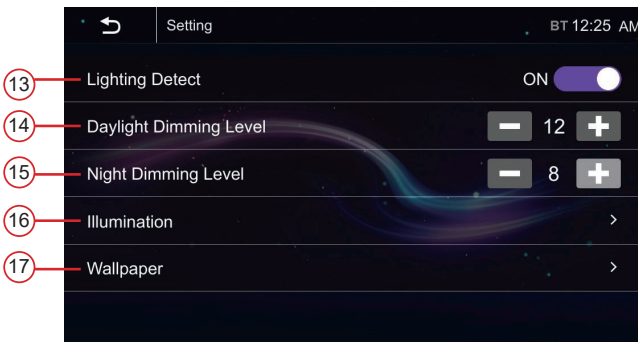 Setting BT 12:25 AM
13 Lighting Detect ON
14 Daylight Dimming Level 12
15 Night Dimming Level 8
16 Illumination >
17 Wallpaper >